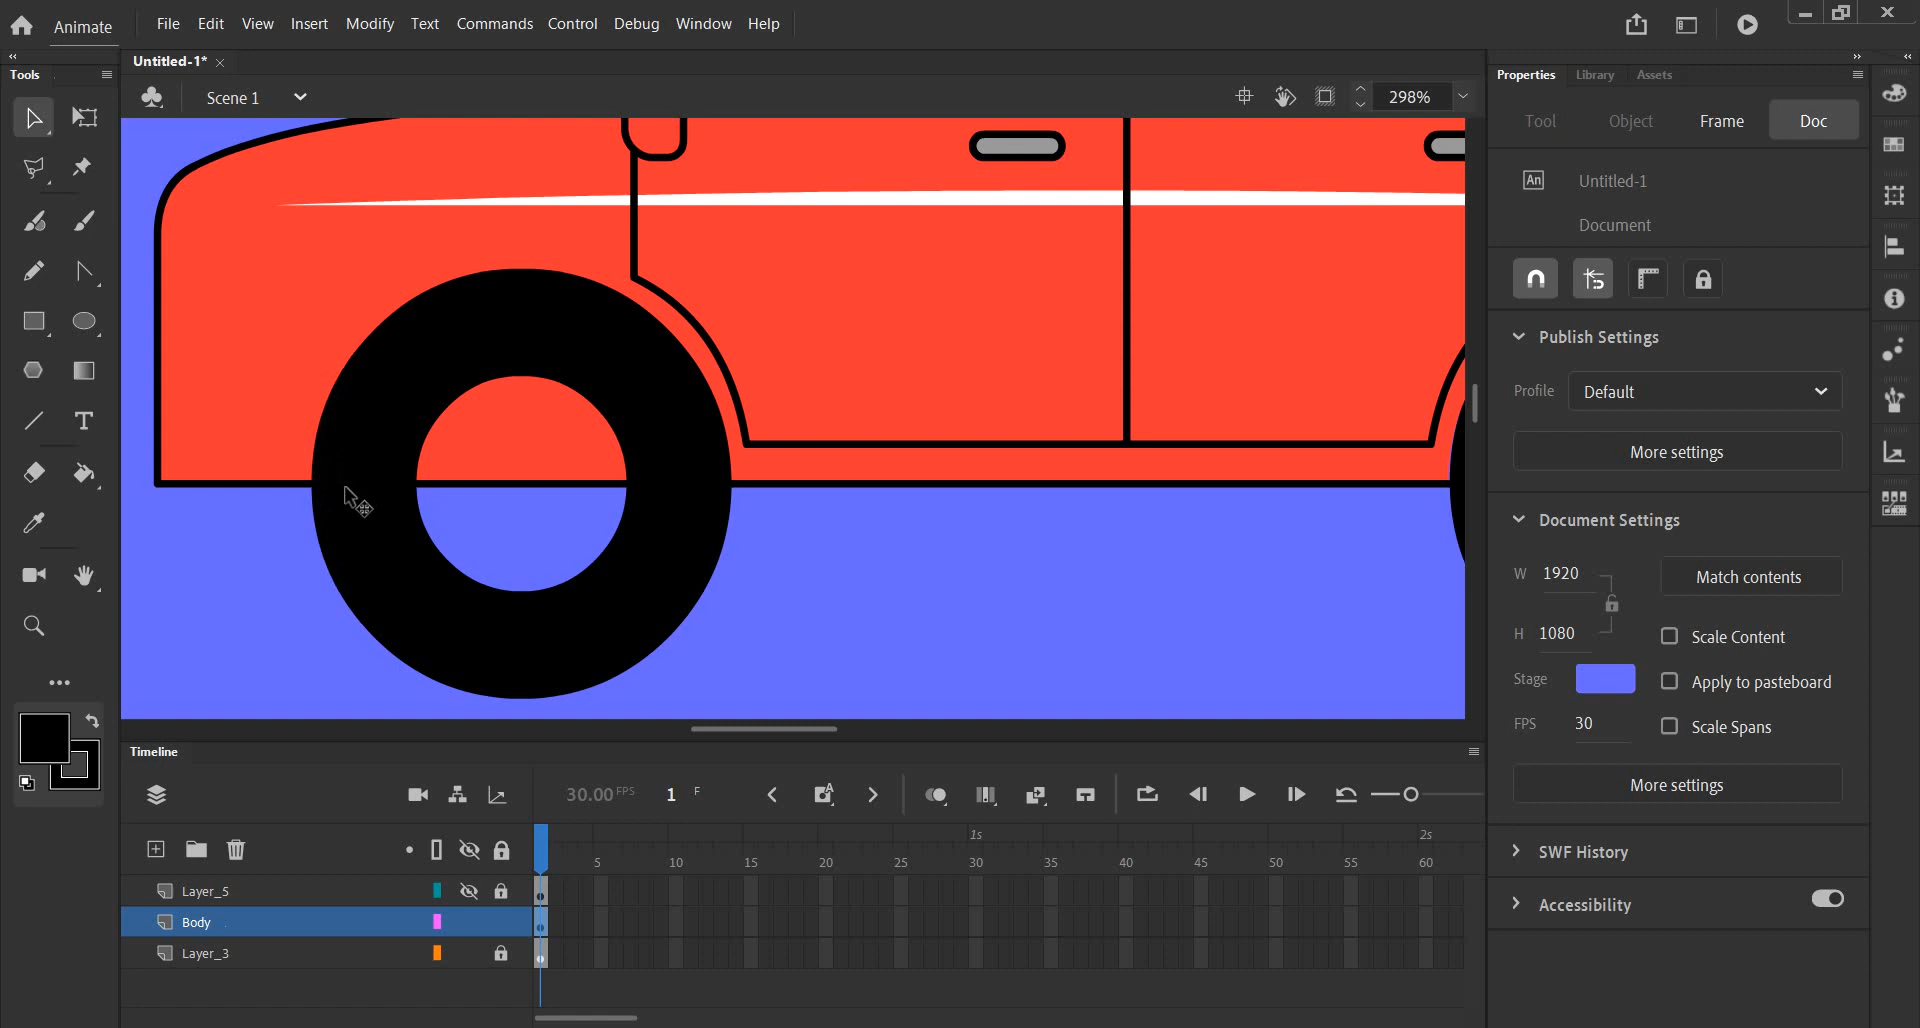 Animate
File Edit View Insert Modify Text Commands Control Debug Window Help
Tools
Untitled-1*
Scene 1
298%
Properties Library Assets
Tool Object Frame Doc
An Untitled-1
Document
Publish Settings
Profile Default
More settings
Document Settings
W 1920 Match contents
H 1080 Scale Content
Stage Apply to pasteboard
FPS 30 Scale Spans
More settings
SWF History
Accessibility
Timeline
30.00 FPS 1 F
1s 2s
5 10 15 20 25 30 35 40 45 50 55 60
Layer_5
Body
Layer_3